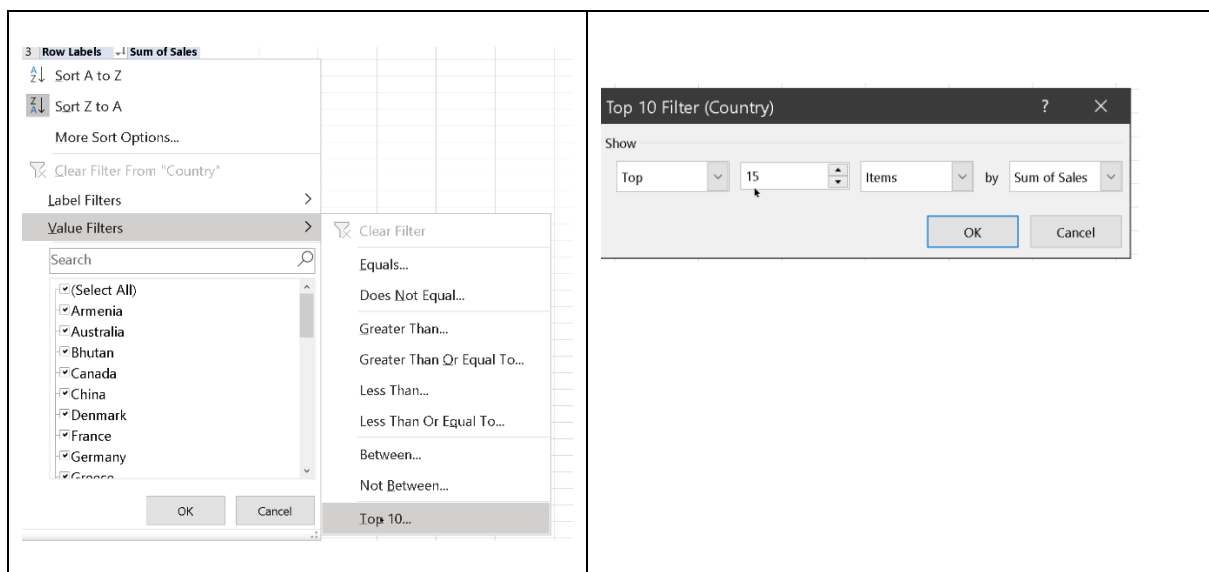 3 Row Labels Sum of Sales
Sort A to Z
Sort Z to A
More Sort Options...
Clear Filter From "Country"
Label Filters
Value Filters
Search
(Select All)
Armenia
Australia
Bhutan
Canada
China
Denmark
France
Germany
Greece
OK Cancel
Clear Filter
Equals...
Does Not Equal...
Greater Than...
Greater Than Or Equal To...
Less Than...
Less Than Or Equal To...
Between...
Not Between...
Top 10...
Top 10 Filter (Country) ?
Show
Top 15 Items by Sum of Sales
OK Cancel